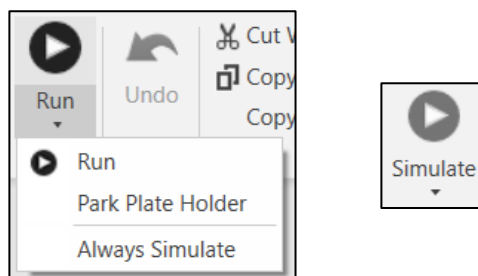 Cut
Copy
Run
Undo
Copy
Run
Park Plate Holder
Always Simulate
Simulate